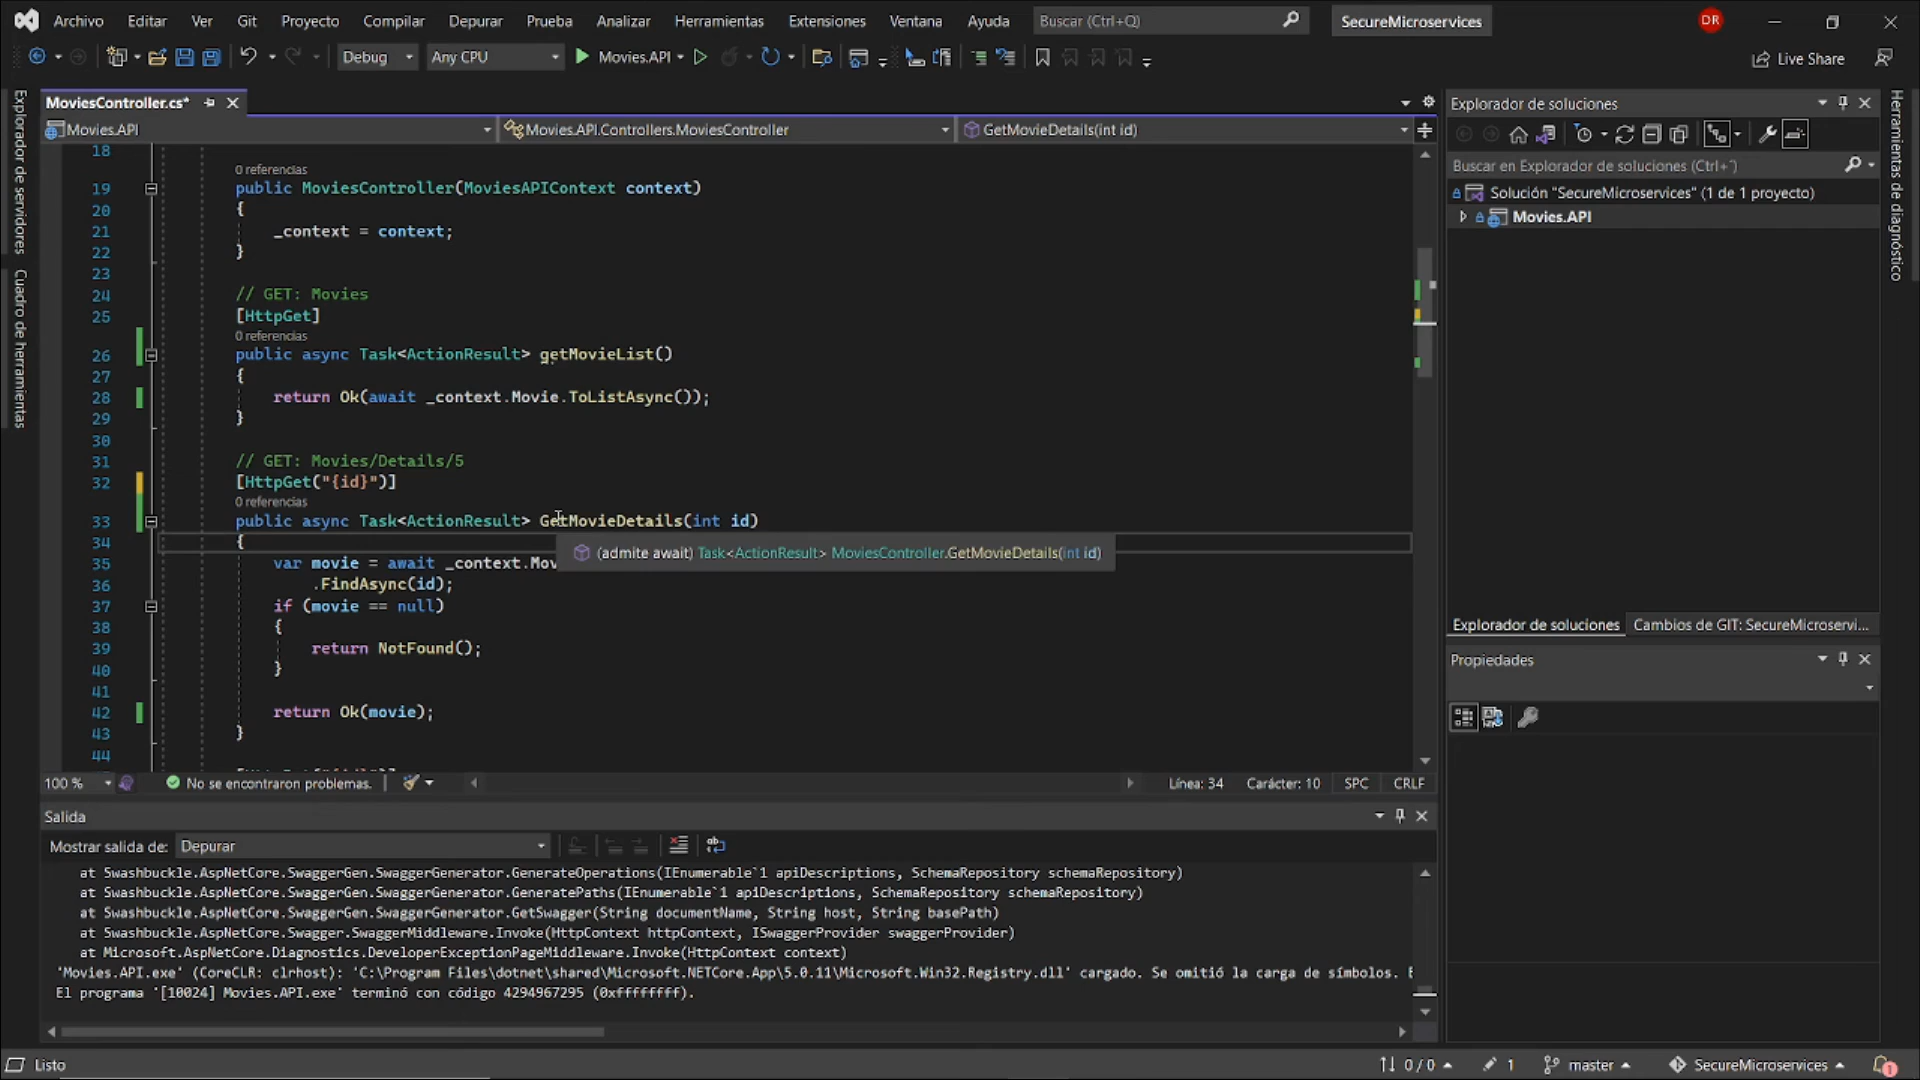 Archivo Editar Ver Git Proyecto Compilar Depurar Prueba Analizar Herramientas Extensiones Ventana Ayuda Buscar (Ctrl+Q) SecureMicroservices DR
Debug Any CPU Movies.API Live Share
Explorador de servidores
Cuadro de herramientas
MoviesController.cs*
Movies.API Movies.API.Controllers.MoviesController GetMovieDetails(int id)
18
0 referencias
19 public MoviesController(MoviesAPIContext context)
20 {
21 _context = context;
22 }
23
24 // GET: Movies
25 [HttpGet]
0 referencias
26 public async Task<ActionResult> getMovieList()
27 {
28 return Ok(await _context.Movie.ToListAsync());
29 }
30
31 // GET: Movies/Details/5
32 [HttpGet("{id}")]
0 referencias
33 public async Task<ActionResult> GetMovieDetails(int id)
34 {
(admite await) Task<ActionResult> MoviesController.GetMovieDetails(int id)
35 var movie = await _context.Mov
36 .FindAsync(id);
37 if (movie == null)
38 {
39 return NotFound();
40 }
41
42 return Ok(movie);
43 }
44
100 % No se encontraron problemas. Línea: 34 Carácter: 10 SPC CRLF
Salida
Mostrar salida de: Depurar
at Swashbuckle.AspNetCore.SwaggerGen.SwaggerGenerator.GenerateOperations(IEnumerable`1 apiDescriptions, SchemaRepository schemaRepository)
at Swashbuckle.AspNetCore.SwaggerGen.SwaggerGenerator.GeneratePaths(IEnumerable`1 apiDescriptions, SchemaRepository schemaRepository)
at Swashbuckle.AspNetCore.SwaggerGen.SwaggerGenerator.GetSwagger(String documentName, String host, String basePath)
at Swashbuckle.AspNetCore.Swagger.SwaggerMiddleware.Invoke(HttpContext httpContext, ISwaggerProvider swaggerProvider)
at Microsoft.AspNetCore.Diagnostics.DeveloperExceptionPageMiddleware.Invoke(HttpContext context)
'Movies.API.exe' (CoreCLR: clrhost): 'C:\Program Files\dotnet\shared\Microsoft.NETCore.App\5.0.11\Microsoft.Win32.Registry.dll' cargado. Se omitió la carga de símbolos.
El programa '[10024] Movies.API.exe' terminó con código 4294967295 (0xffffffff).
Explorador de soluciones
Buscar en Explorador de soluciones (Ctrl+¨)
Solución "SecureMicroservices" (1 de 1 proyecto)
Movies.API
Explorador de soluciones Cambios de GIT: SecureMicroservi...
Propiedades
Herramientas de diagnóstico
Listo 0 / 0 1 master SecureMicroservices 1